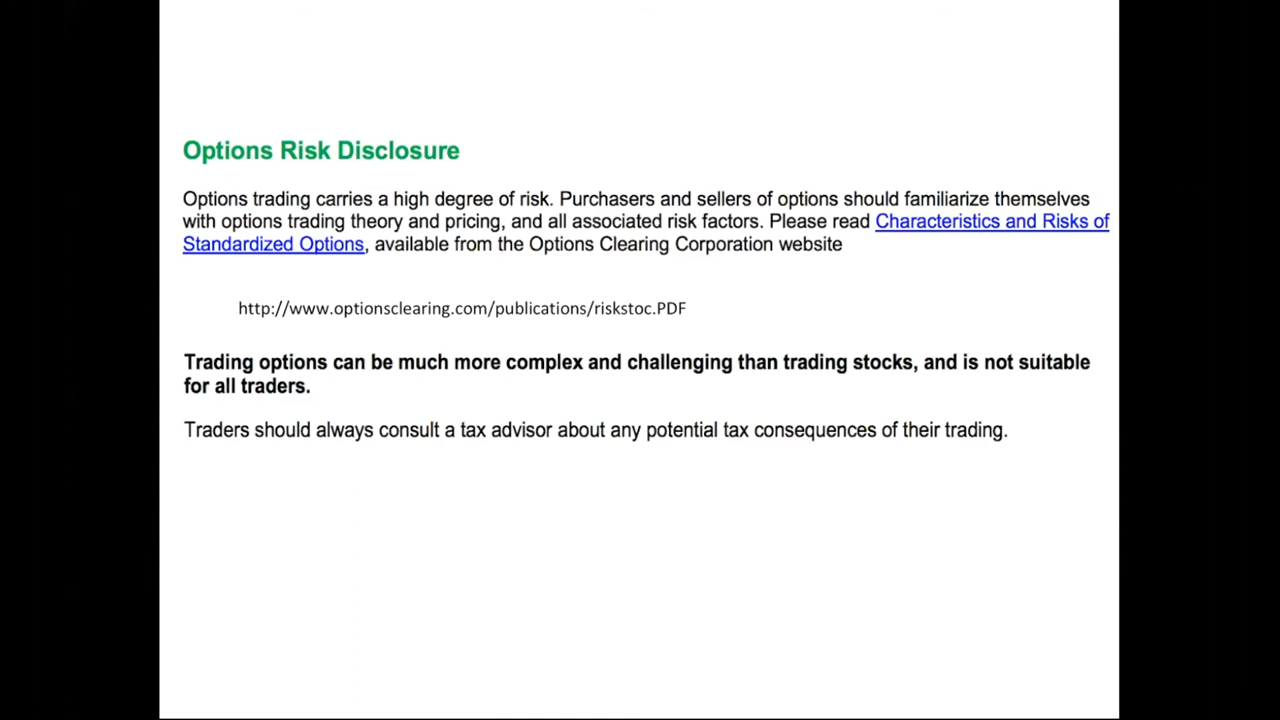 Options Risk Disclosure
Options trading carries a high degree of risk. Purchasers and sellers of options should familiarize themselves
with options trading theory and pricing, and all associated risk factors. Please read Characteristics and Risks of
Standardized Options, available from the Options Clearing Corporation website
http://www.optionsclearing.com/publications/riskstoc.PDF
Trading options can be much more complex and challenging than trading stocks, and is not suitable
for all traders.
Traders should always consult a tax advisor about any potential tax consequences of their trading.